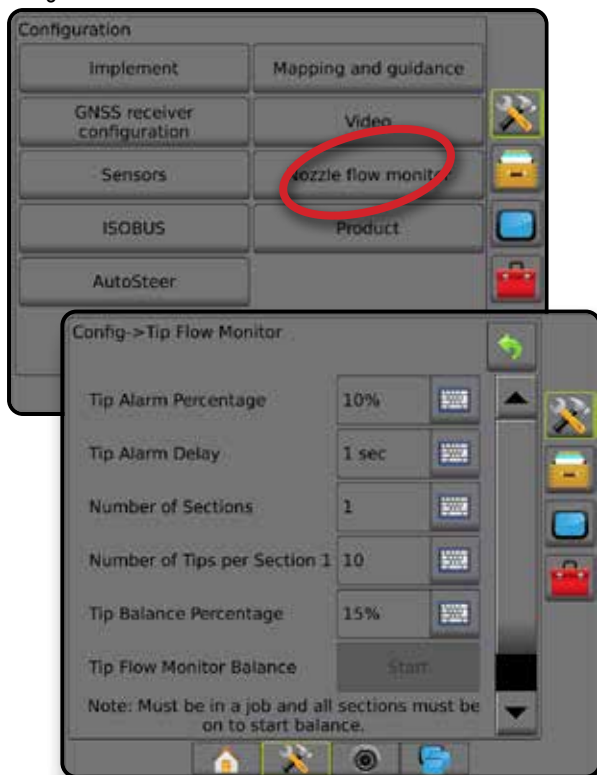 Configuration
Implement
Mapping and guidance
GNSS receiver
configuration
Video
Sensors
Nozzle flow monitor
ISOBUS
Product
AutoSteer
Config->Tip Flow Monitor
Tip Alarm Percentage
10%
Tip Alarm Delay
1 sec
Number of Sections
1
Number of Tips per Section 1
10
Tip Balance Percentage
15%
Tip Flow Monitor Balance
Start
Note: Must be in a job and all sections must be
on to start balance.